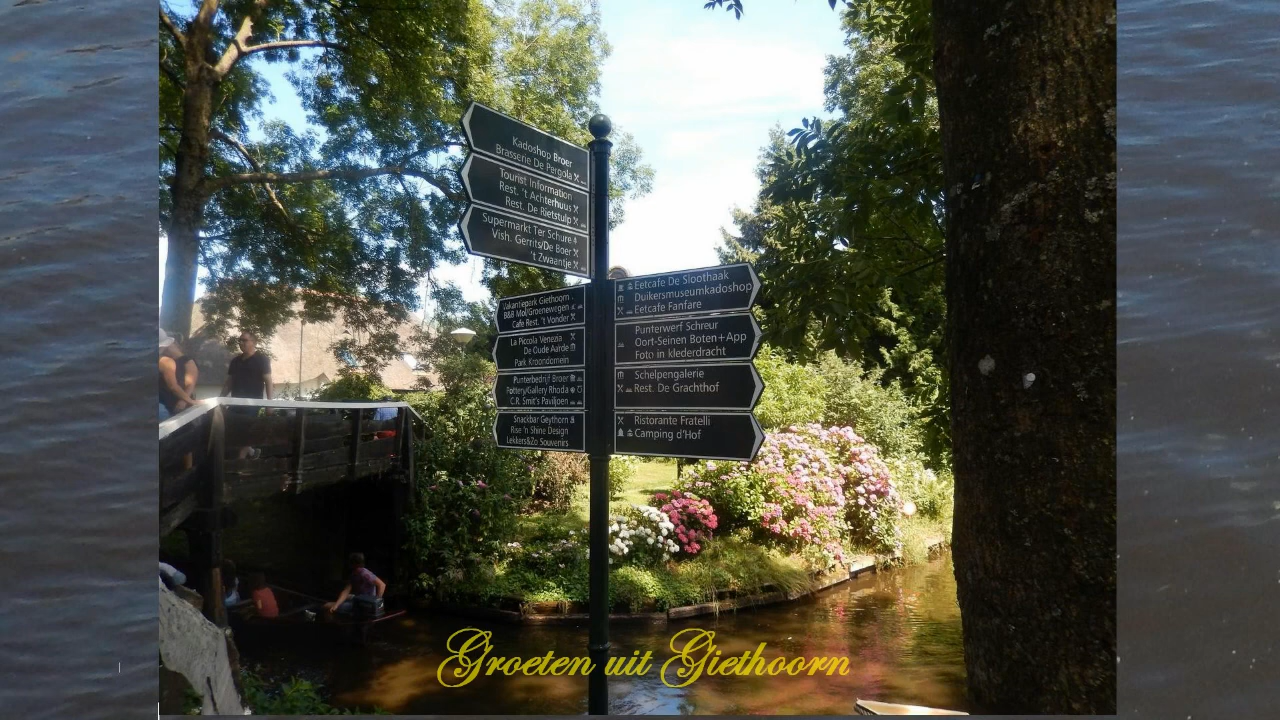 Kadoshop Broer
Brasserie De Pergola
Tourist Information
Rest. 't Achterhuus
Rest. De Rietstulp
Supermarkt Ter Schure
Vish. Gerrits/De Boer
't Zwaantje
Vakantiepark Giethoorn
B&B Mol/Groenewegen
Cafe Rest. 't Vonder
La Piccola Venezia
De Oude Aarde
Park Kroondomein
Punterbedrijf Broer
Pottery/Gallery Rhoda
C.R. Smit's Paviljoen
Snackbar Geythorn
Rise 'n Shine Design
Lekkers&Zo Souvenirs
Eetcafe De Sloothaak
Duikersmuseumkadoshop
Eetcafe Fanfare
Punterwerf Schreur
Oort-Seinen Boten+App
Foto in klederdracht
Schelpengalerie
Rest. De Grachthof
Ristorante Fratelli
Camping d'Hof
Groeten uit Giethoorn